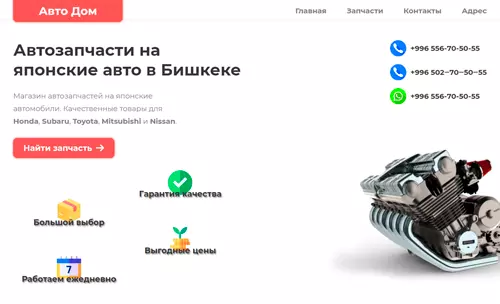 Авто Дом
Главная
Запчасти
Контакты
Адрес
Автозапчасти на
японские авто в Бишкеке
+996 556-70-50-55
+996 502‒70‒50‒55
+996 556-70-50-55
Магазин автозапчастей на японские
автомобили. Качественные товары для
Honda, Subaru, Toyota, Mitsubishi и Nissan.
Найти запчасть →
Гарантия качества
Большой выбор
Выгодные цены
7
Работаем ежедневно